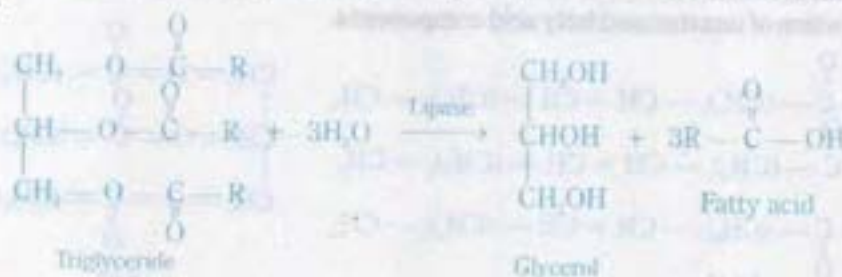 O O
CH₂ — O — C — R
O
CH — O — C — R + 3H₂O Lipase → CHOH + 3R — C — OH
CH₂OH
CH₂ — O — C — R CH₂OH Fatty acid
O
Triglyceride Glycerol